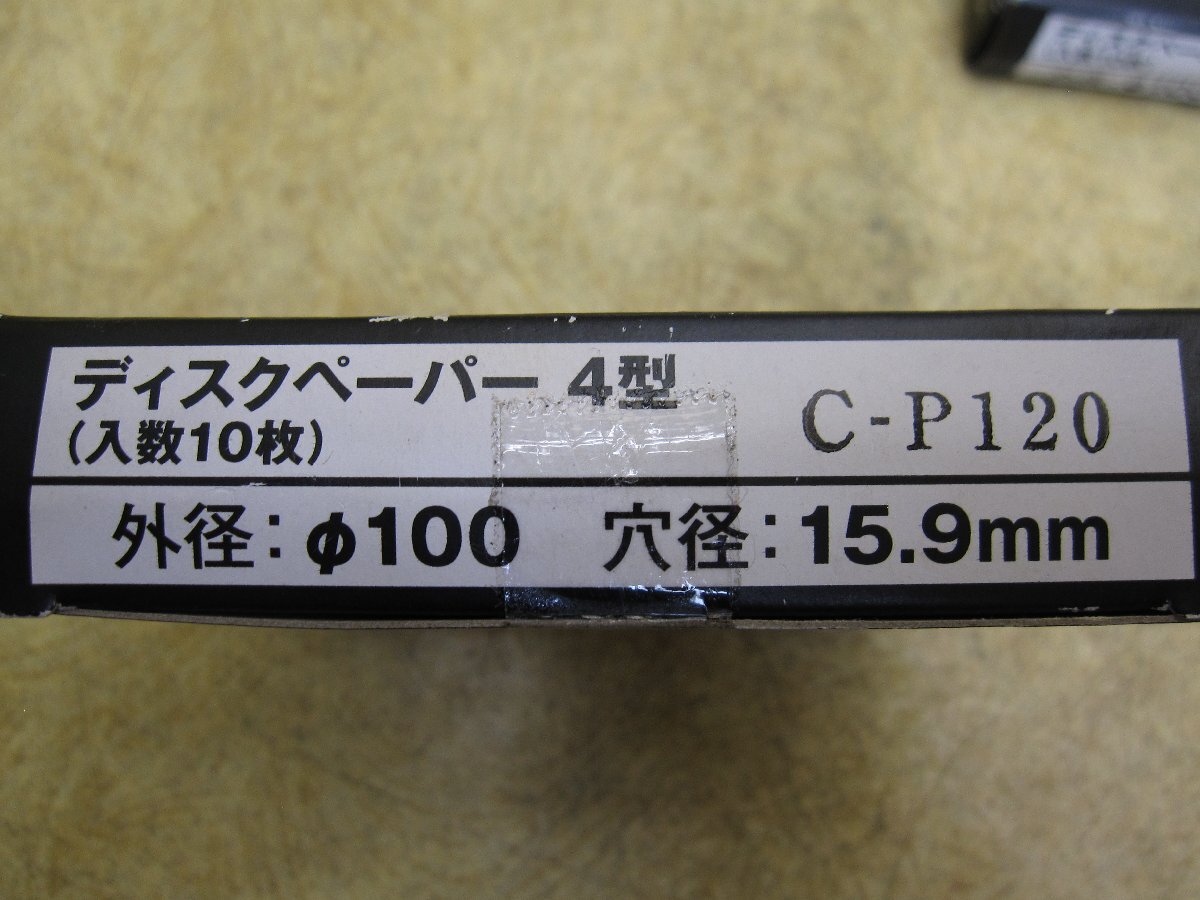 ディスクペーパー 4型
(入数10枚)
C-P120
外径:φ100 穴径:15.9mm